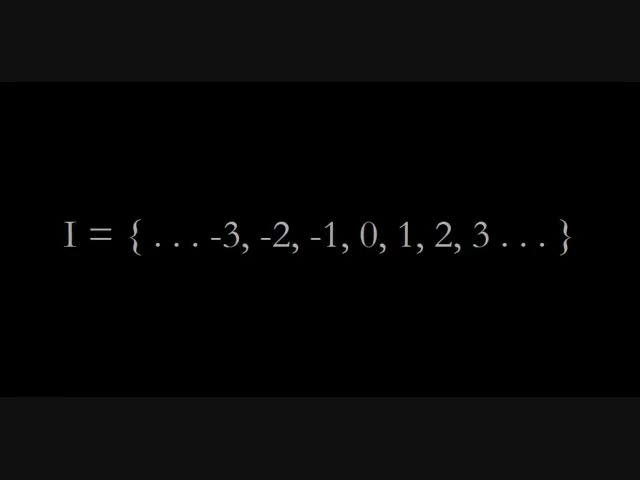 I = { . . . -3, -2, -1, 0, 1, 2, 3 . . . }